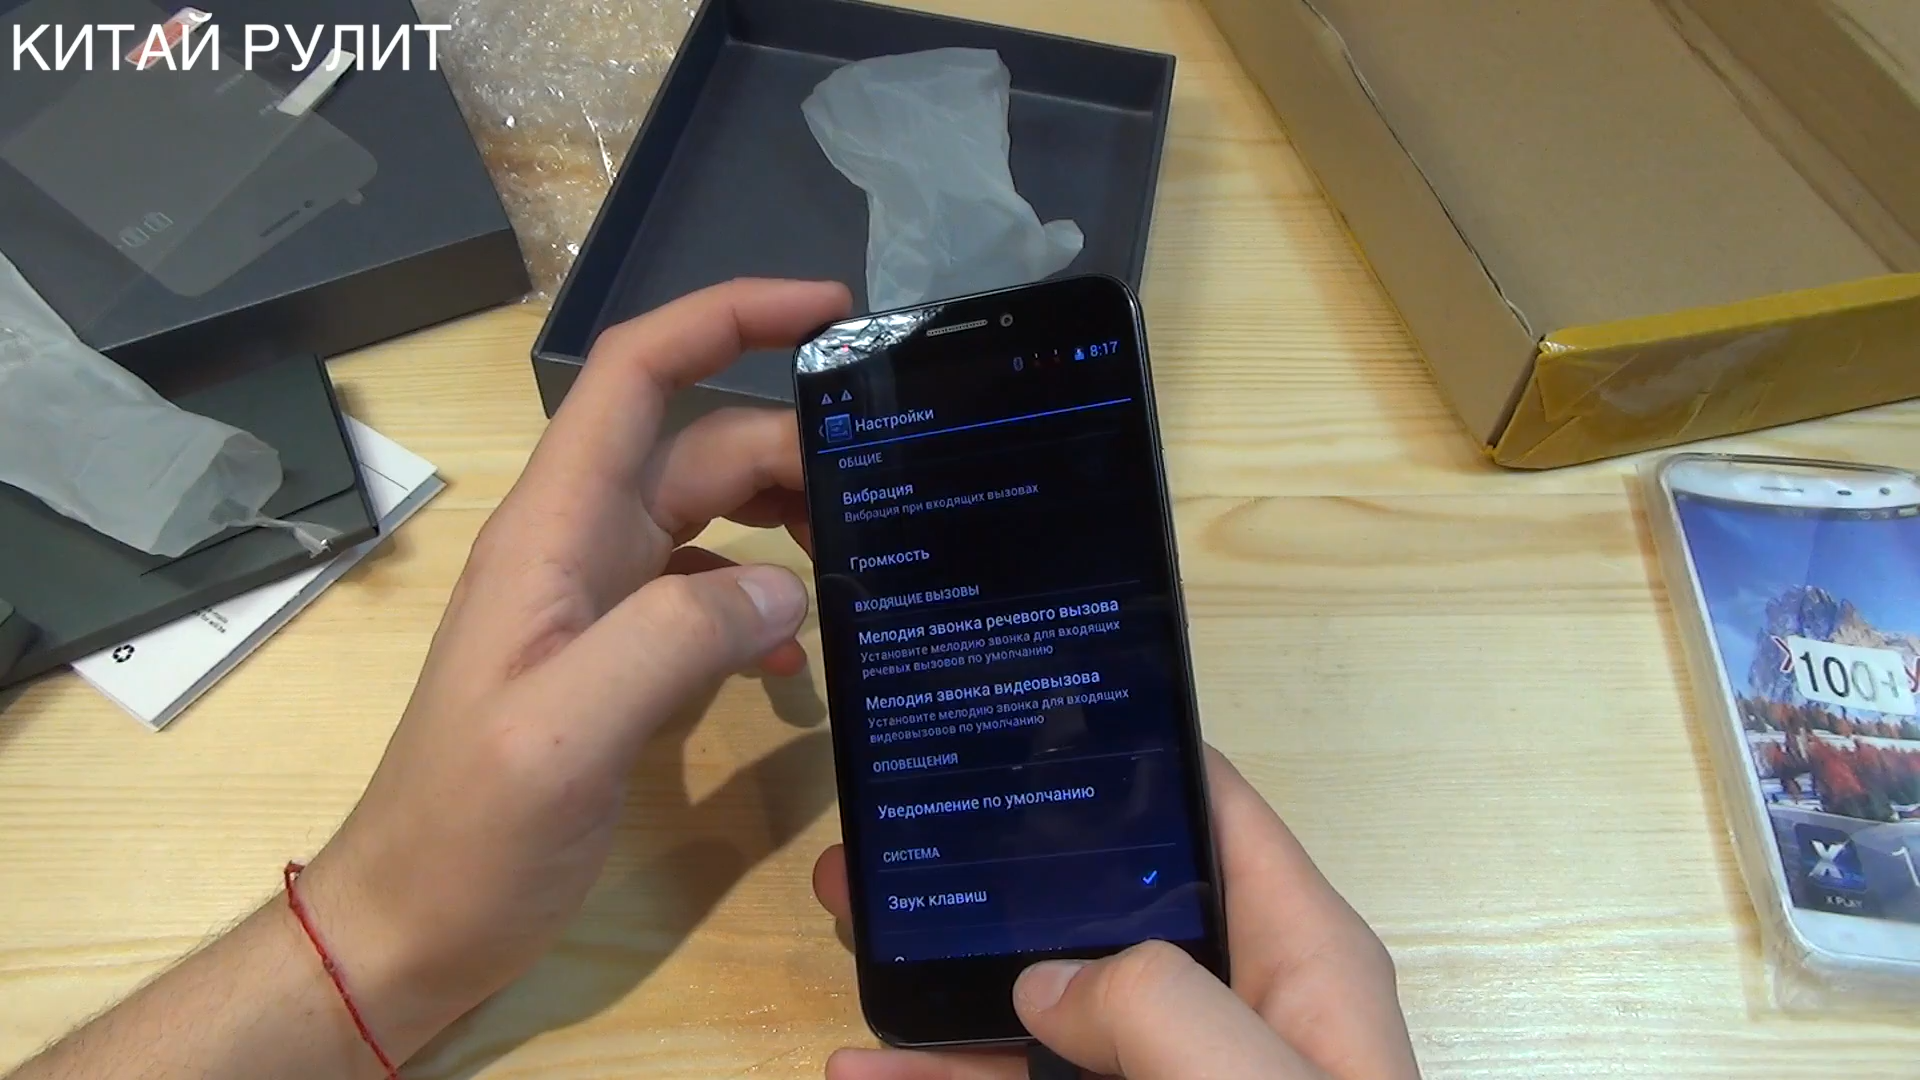 КИТАЙ РУЛИТ
8:17
Настройки
ОБЩИЕ
Вибрация
Вибрация при входящих вызовах
Громкость
ВХОДЯЩИЕ ВЫЗОВЫ
Мелодия звонка речевого вызова
Установите мелодию звонка для входящих
речевых вызовов по умолчанию
Мелодия звонка видеовызова
Установите мелодию звонка для входящих
видеовызовов по умолчанию
ОПОВЕЩЕНИЯ
Уведомление по умолчанию
СИСТЕМА
Звук клавиш
100+
X PLAY